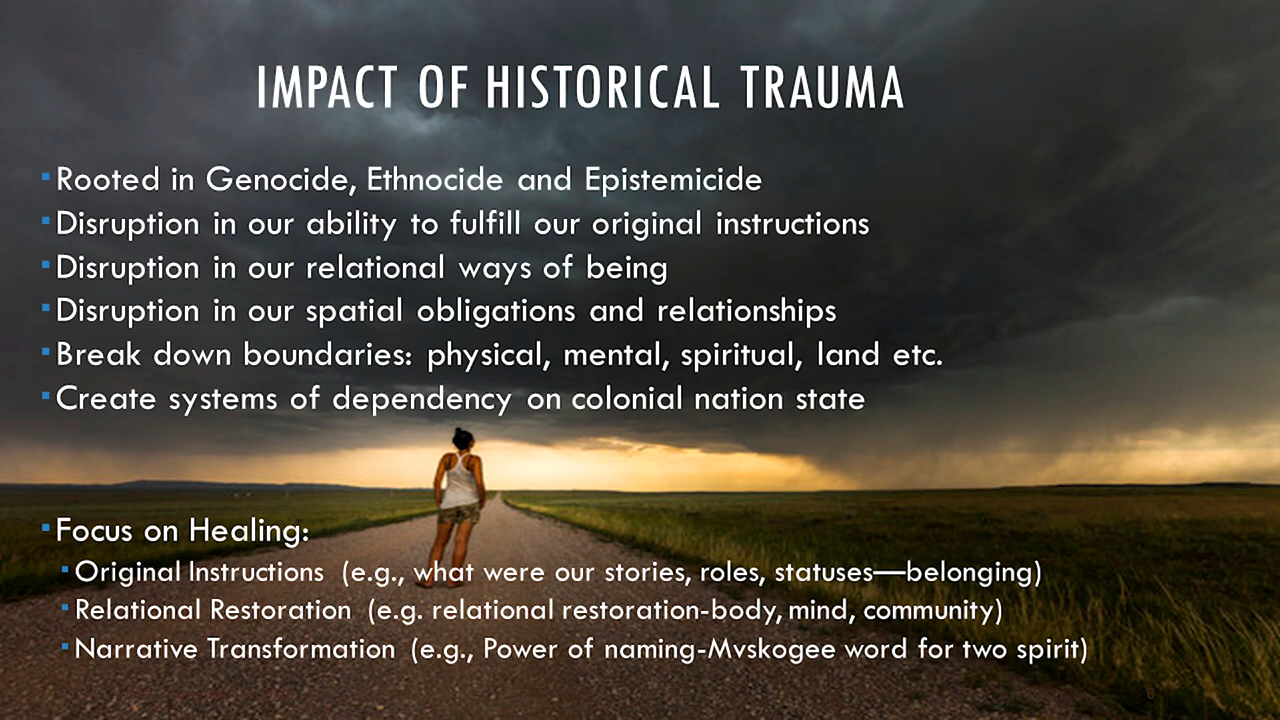 IMPACT OF HISTORICAL TRAUMA
▪Rooted in Genocide, Ethnocide and Epistemicide
▪Disruption in our ability to fulfill our original instructions
▪Disruption in our relational ways of being
▪Disruption in our spatial obligations and relationships
▪Break down boundaries: physical, mental, spiritual, land etc.
▪Create systems of dependency on colonial nation state
▪Focus on Healing:
▪Original Instructions (e.g., what were our stories, roles, statuses—belonging)
▪Relational Restoration (e.g. relational restoration-body, mind, community)
▪Narrative Transformation (e.g., Power of naming-Mvskogee word for two spirit)